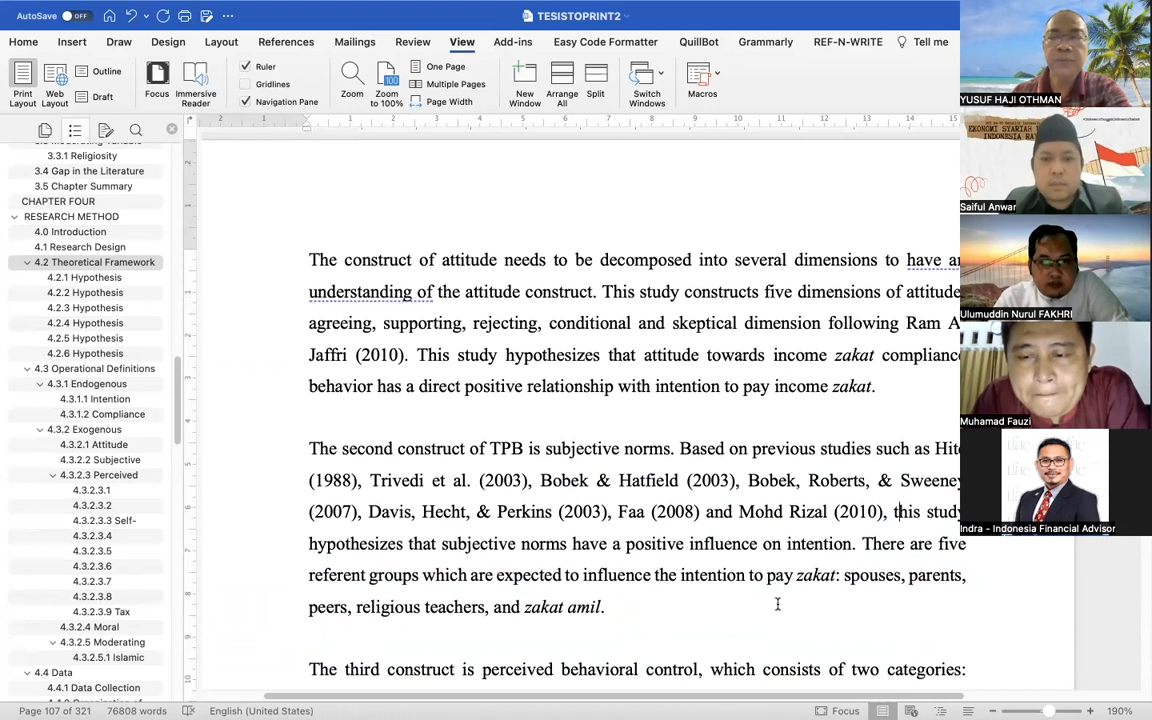 AutoSave OFF
TESISTOPRINT2
Home Insert Draw Design Layout References Mailings Review View Add-ins Easy Code Formatter QuillBot Grammarly REF-N-WRITE Tell me
Print Layout
Web Layout
Outline
Draft
Focus
Immersive Reader
Ruler
Gridlines
Navigation Pane
Zoom
Zoom to 100%
One Page
Multiple Pages
Page Width
New Window
Arrange All
Split
Switch Windows
Macros
3.3.1 Religiosity
3.4 Gap in the Literature
3.5 Chapter Summary
CHAPTER FOUR
RESEARCH METHOD
4.0 Introduction
4.1 Research Design
4.2 Theoretical Framework
4.2.1 Hypothesis
4.2.2 Hypothesis
4.2.3 Hypothesis
4.2.4 Hypothesis
4.2.5 Hypothesis
4.2.6 Hypothesis
4.3 Operational Definitions
4.3.1 Endogenous
4.3.1.1 Intention
4.3.1.2 Compliance
4.3.2 Exogenous
4.3.2.1 Attitude
4.3.2.2 Subjective
4.3.2.3 Perceived
4.3.2.3.1
4.3.2.3.2
4.3.2.3.3 Self-
4.3.2.3.4
4.3.2.3.5
4.3.2.3.6
4.3.2.3.7
4.3.2.3.8
4.3.2.3.9 Tax
4.3.2.4 Moral
4.3.2.5 Moderating
4.3.2.5.1 Islamic
4.4 Data
4.4.1 Data Collection
The construct of attitude needs to be decomposed into several dimensions to have a
understanding of the attitude construct. This study constructs five dimensions of attitude
agreeing, supporting, rejecting, conditional and skeptical dimension following Ram A
Jaffri (2010). This study hypothesizes that attitude towards income zakat compliance
behavior has a direct positive relationship with intention to pay income zakat.
The second construct of TPB is subjective norms. Based on previous studies such as Hit
(1988), Trivedi et al. (2003), Bobek & Hatfield (2003), Bobek, Roberts, & Sweeney
(2007), Davis, Hecht, & Perkins (2003), Faa (2008) and Mohd Rizal (2010), this study
hypothesizes that subjective norms have a positive influence on intention. There are five
referent groups which are expected to influence the intention to pay zakat: spouses, parents,
peers, religious teachers, and zakat amil.
The third construct is perceived behavioral control, which consists of two categories:
YUSUF HAJI OTHMAN
EKONOMI SYARIAH
INDONESIA RA
Saiful Anwar
Ulumuddin Nurul FAKHRI
Muhamad Fauzi
Indra - Indonesia Financial Advisor
Page 107 of 321 76808 words English (United States) Focus 190%